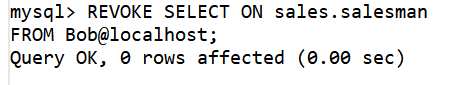 mysql> REVOKE SELECT ON sales.salesman
FROM Bob@localhost;
Query OK, 0 rows affected (0.00 sec)